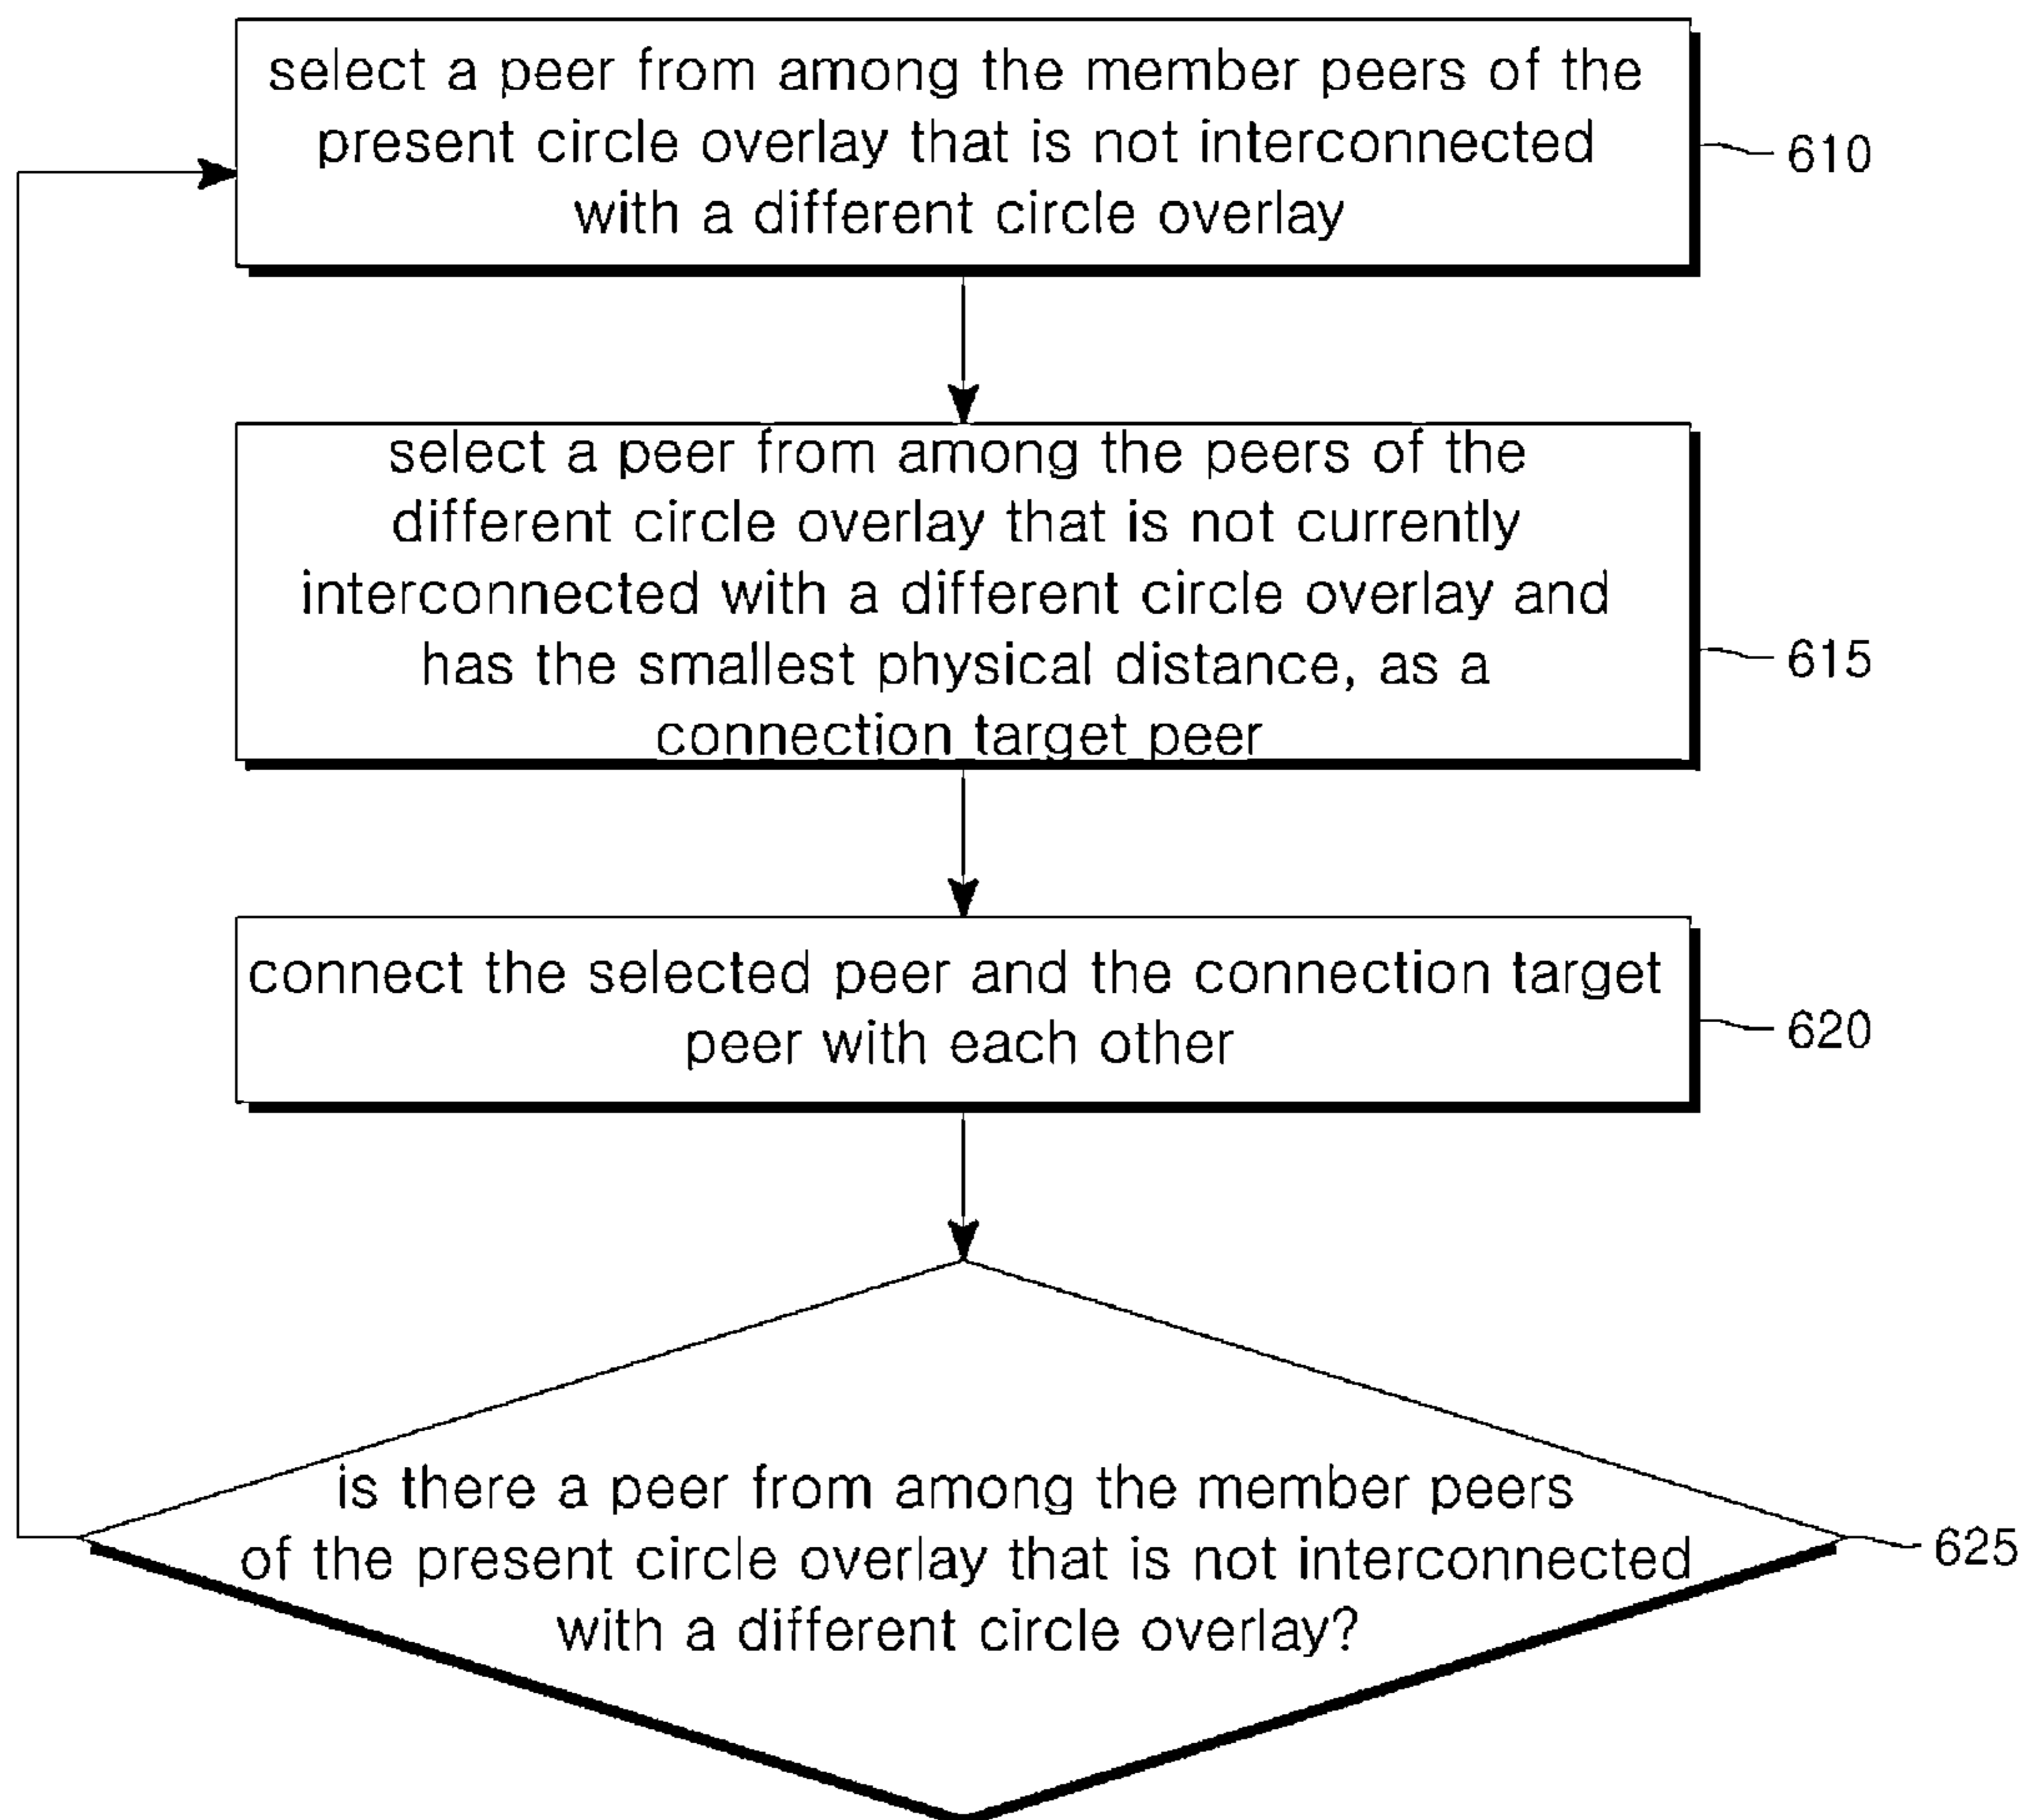 select a peer from among the member peers of the
present circle overlay that is not interconnected
with a different circle overlay
610
select a peer from among the peers of the
different circle overlay that is not currently
interconnected with a different circle overlay and
has the smallest physical distance, as a
connection target peer
615
connect the selected peer and the connection target
peer with each other
620
is there a peer from among the member peers
of the present circle overlay that is not interconnected
with a different circle overlay?
625